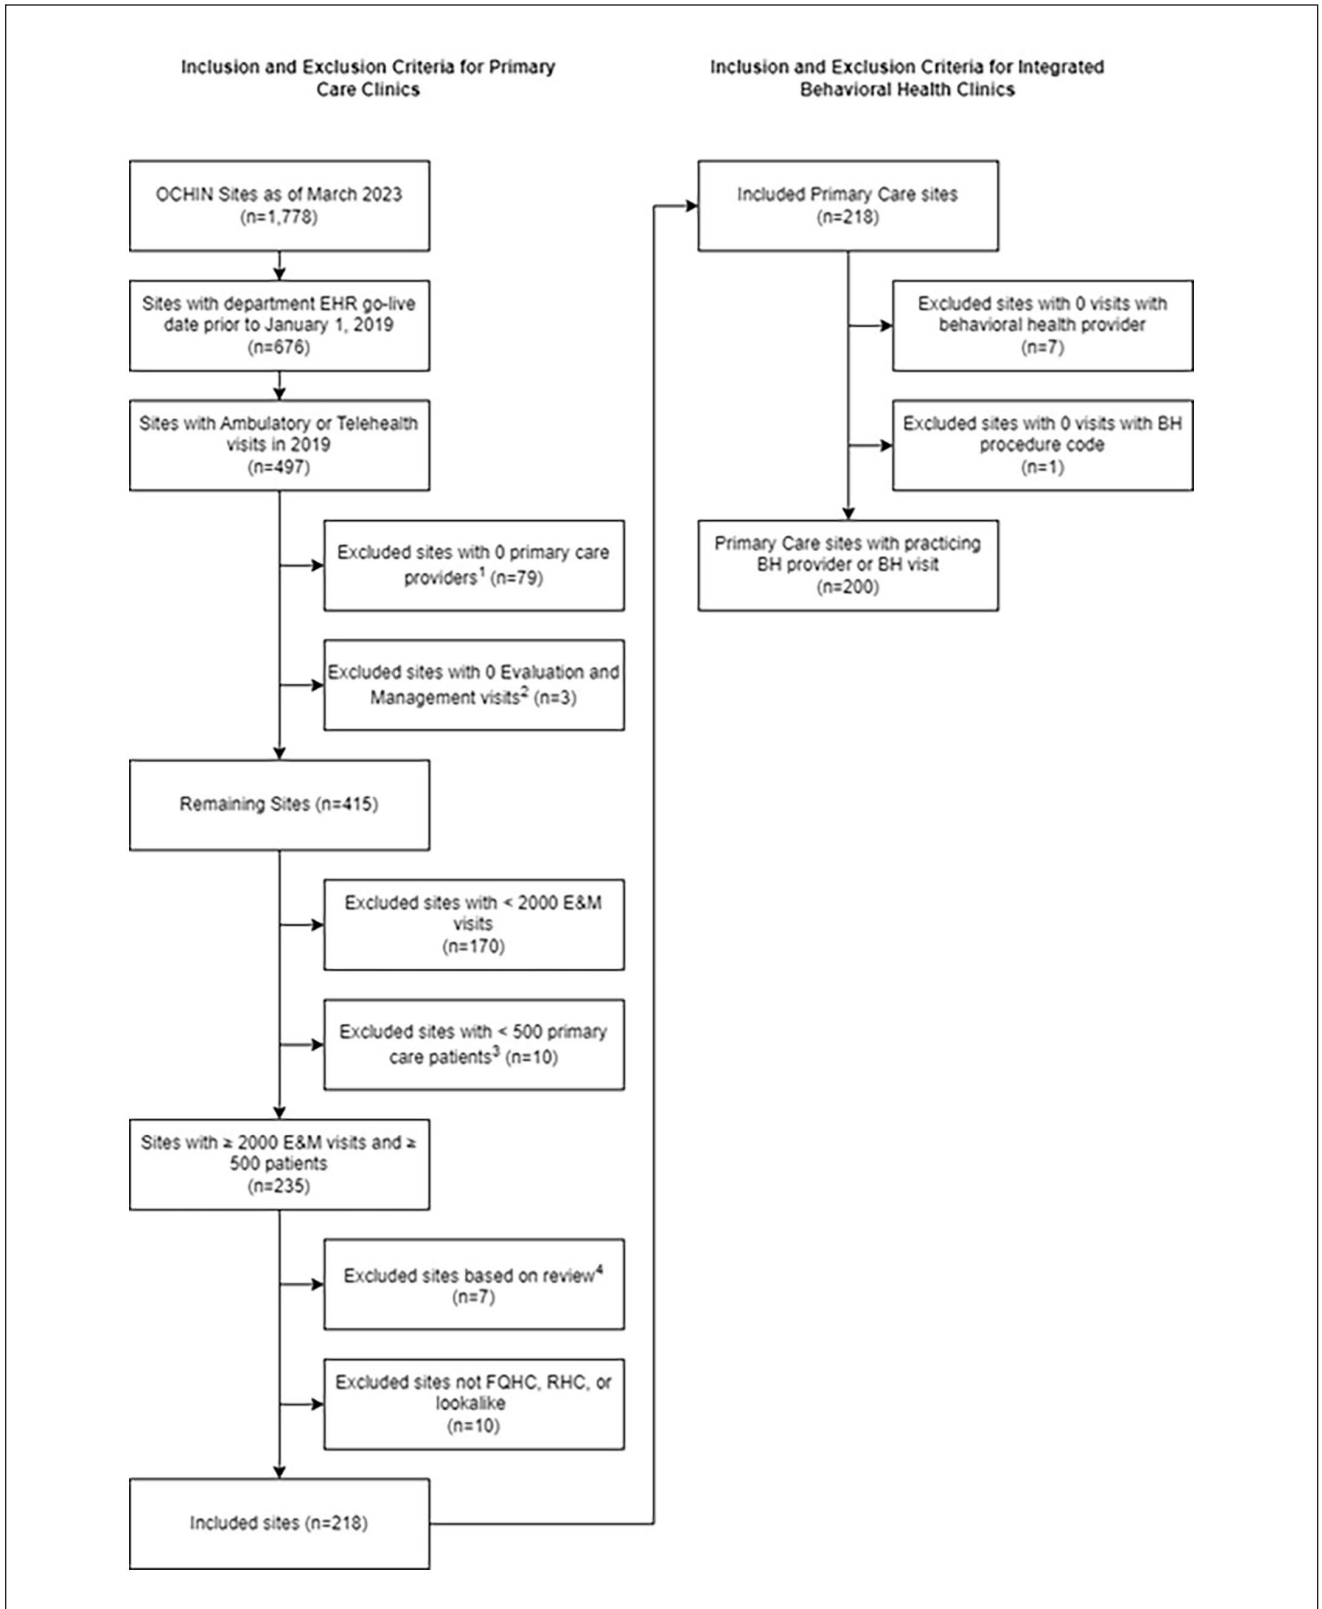 Inclusion and Exclusion Criteria for Primary
Care Clinics
OCHIN Sites as of March 2023
(n=1,778)
Sites with department EHR go-live
date prior to January 1, 2019
(n=676)
Sites with Ambulatory or Telehealth
visits in 2019
(n=497)
Excluded sites with 0 primary care
providers¹ (n=79)
Excluded sites with 0 Evaluation and
Management visits² (n=3)
Remaining Sites (n=415)
Excluded sites with < 2000 E&M
visits
(n=170)
Excluded sites with < 500 primary
care patients³ (n=10)
Sites with ≥ 2000 E&M visits and ≥
500 patients
(n=235)
Excluded sites based on review⁴
(n=7)
Excluded sites not FQHC, RHC, or
lookalike
(n=10)
Included sites (n=218)
Inclusion and Exclusion Criteria for Integrated
Behavioral Health Clinics
Included Primary Care sites
(n=218)
Excluded sites with 0 visits with
behavioral health provider
(n=7)
Excluded sites with 0 visits with BH
procedure code
(n=1)
Primary Care sites with practicing
BH provider or BH visit
(n=200)